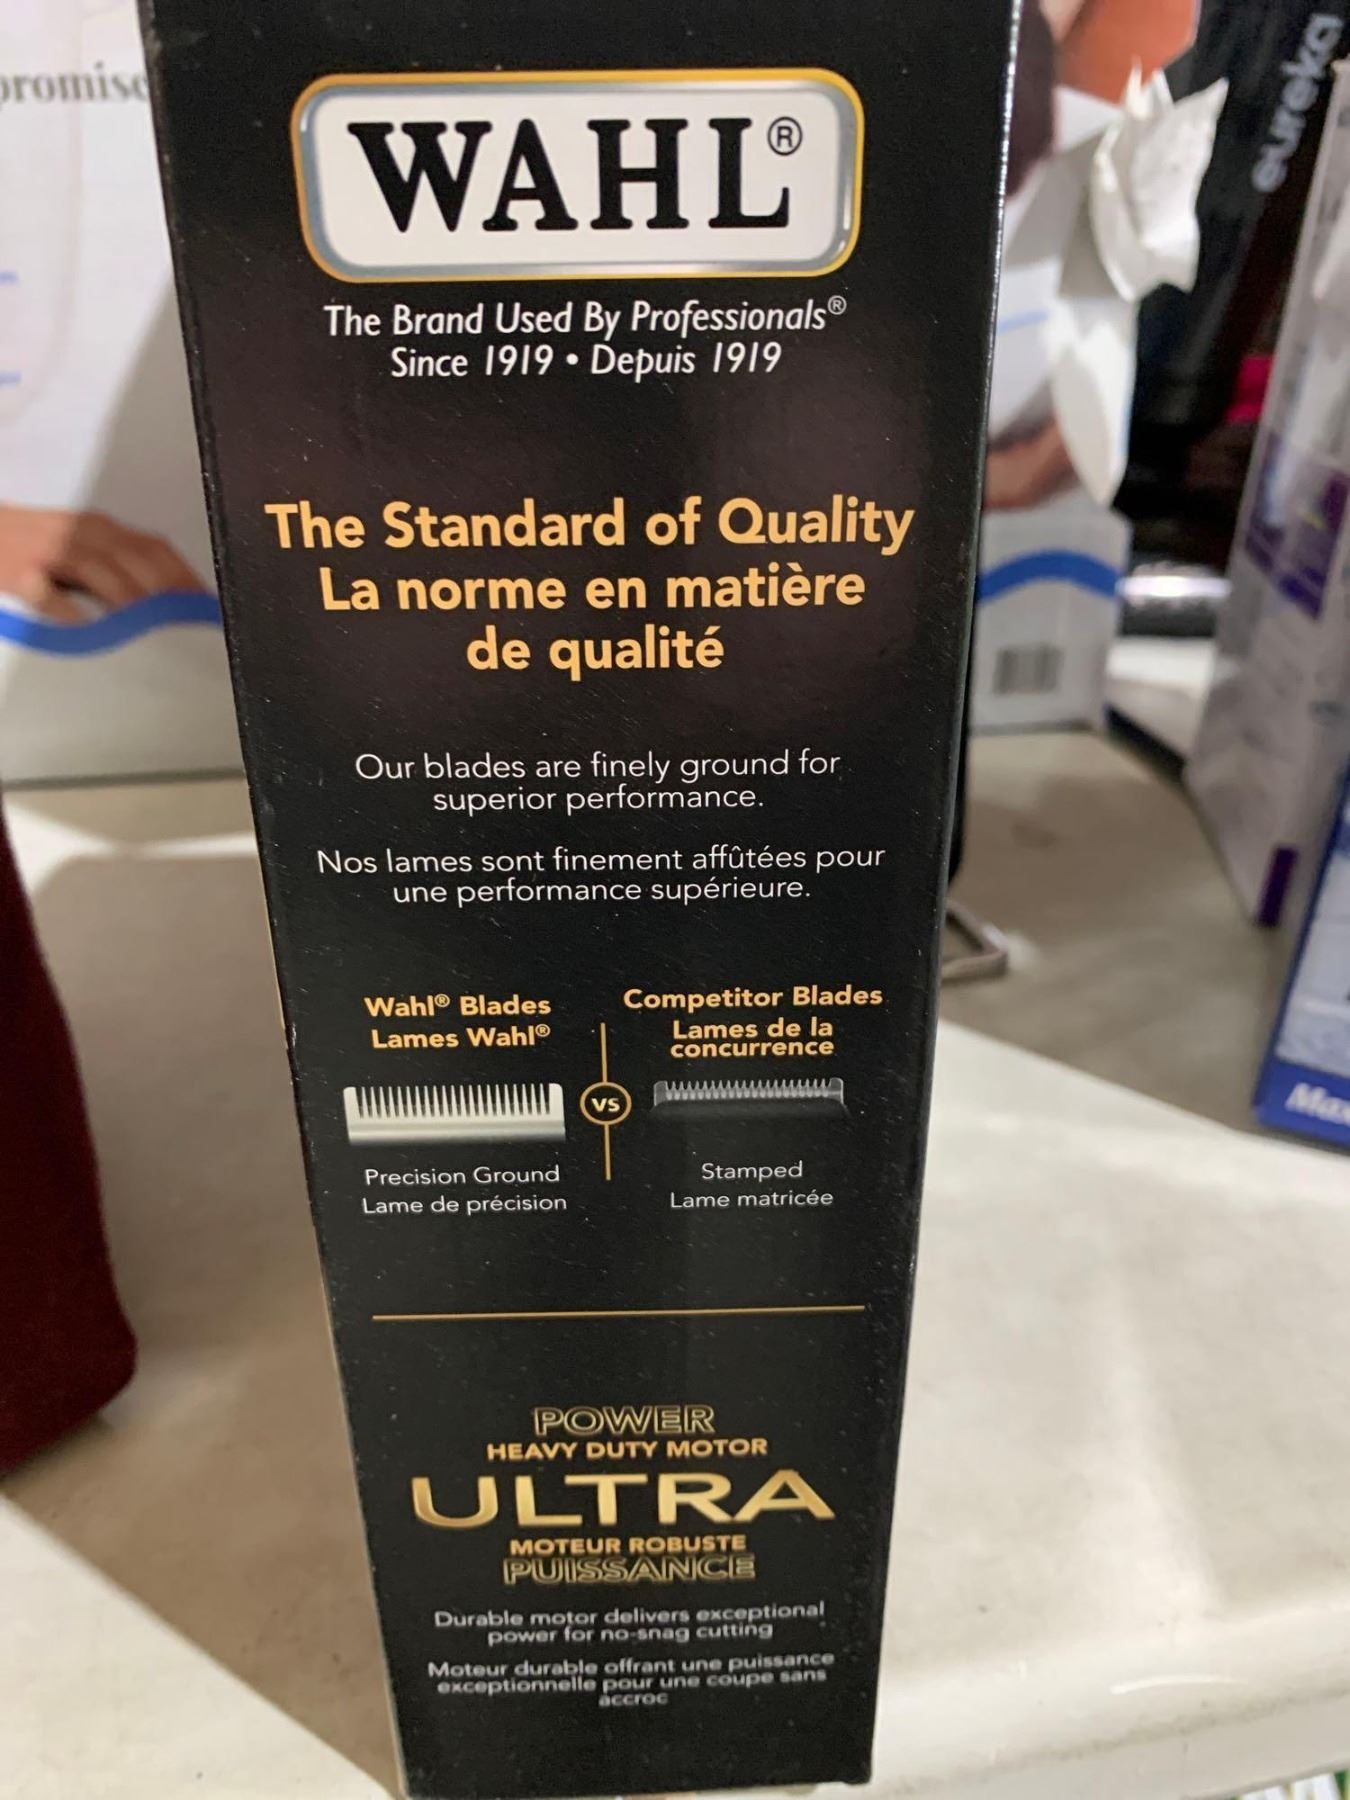 promise
eureka
WAHL®
The Brand Used By Professionals®
Since 1919 • Depuis 1919
The Standard of Quality
La norme en matière
de qualité
Our blades are finely ground for
superior performance.
Nos lames sont finement affûtées pour
une performance supérieure.
Wahl® Blades
Lames Wahl®
VS
Competitor Blades
Lames de la
concurrence
Precision Ground
Lame de précision
Stamped
Lame matricée
POWER
HEAVY DUTY MOTOR
ULTRA
MOTEUR ROBUSTE
PUISSANCE
Durable motor delivers exceptional
power for no-snag cutting
Moteur durable offrant une puissance
exceptionnelle pour une coupe sans
accroc